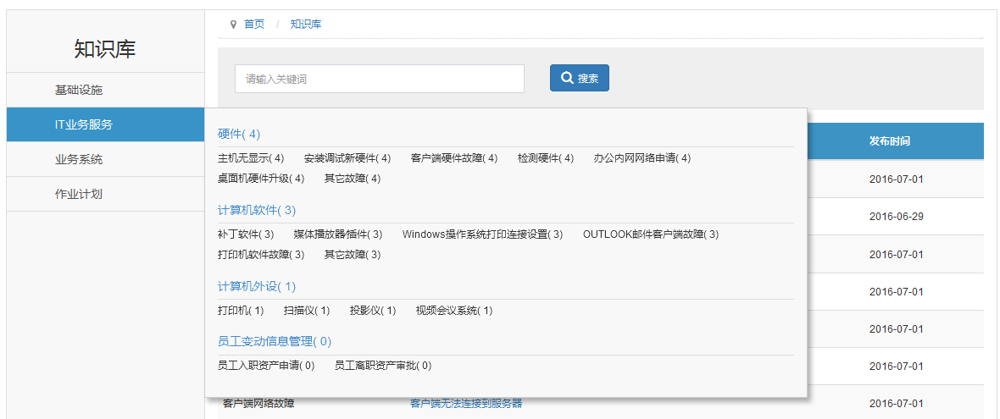 首页 / 知识库
知识库
基础设施
IT业务服务
业务系统
作业计划
请输入关键词
搜索
硬件( 4)
主机无显示( 4) 安装调试新硬件( 4) 客户端硬件故障( 4) 检测硬件( 4) 办公内网网络申请( 4)
桌面机硬件升级( 4) 其它故障( 4)
计算机软件( 3)
补丁软件( 3) 媒体播放器/插件( 3) Windows操作系统打印连接设置( 3) OUTLOOK邮件客户端故障( 3)
打印机软件故障( 3) 其它故障( 3)
计算机外设( 1)
打印机( 1) 扫描仪( 1) 投影仪( 1) 视频会议系统( 1)
员工变动信息管理( 0)
员工入职资产申请( 0) 员工离职资产审批( 0)
发布时间
2016-07-01
2016-06-29
2016-07-01
2016-07-01
2016-07-01
2016-07-01
客户端网络故障 客户端无法连接到服务器 2016-07-01